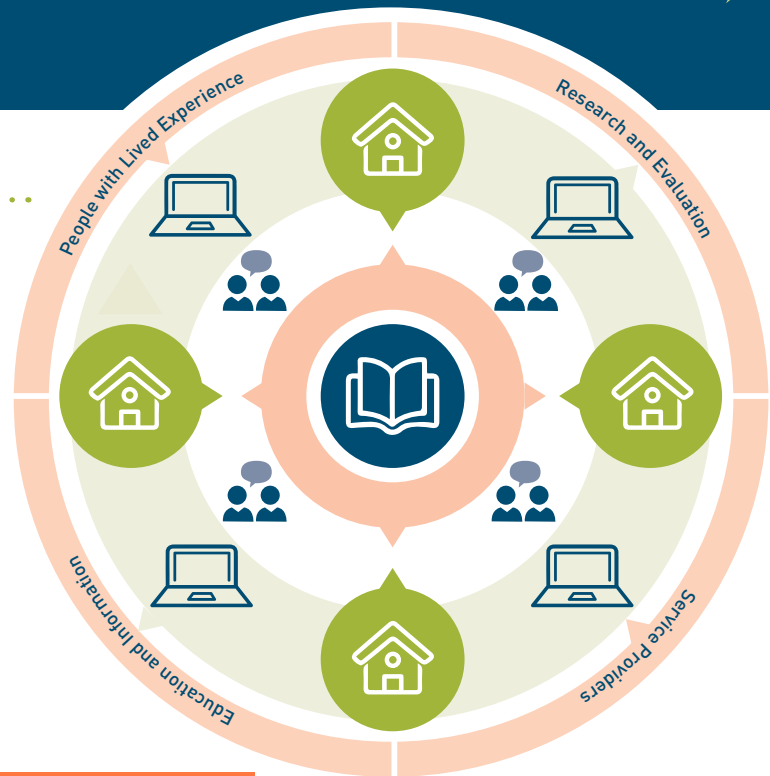 People with Lived Experience
Research and Evaluation
Education and Information
Service Providers